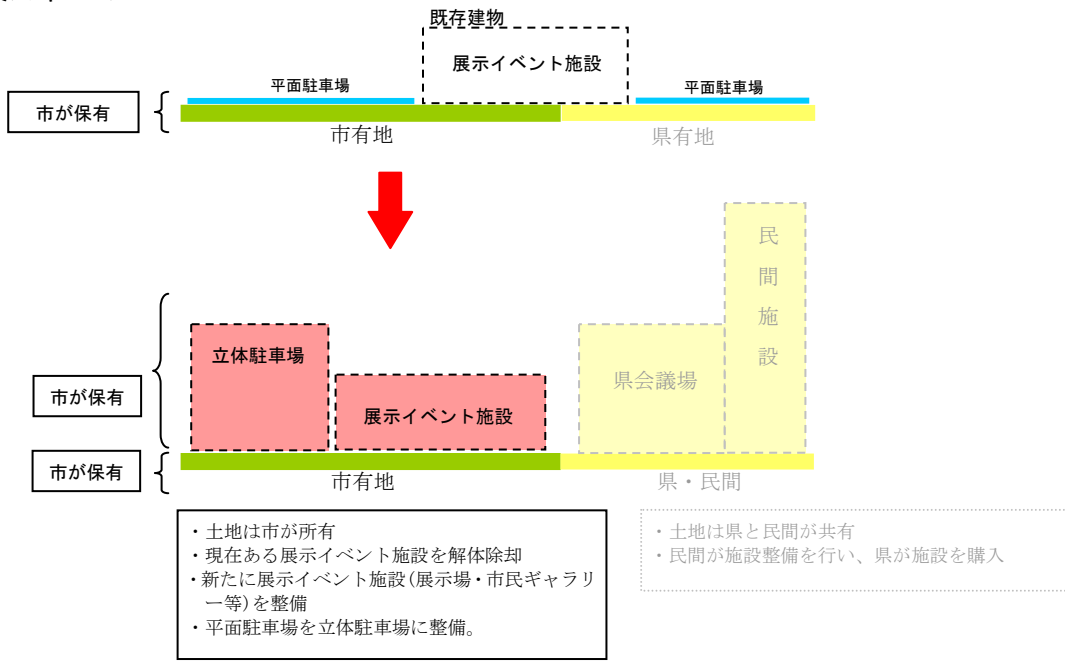 既存建物
展示イベント施設
平面駐車場
平面駐車場
市が保有
市有地
県有地
民間施設
立体駐車場
県会議場
市が保有
展示イベント施設
市が保有
市有地
県・民間
・土地は市が所有
・現在ある展示イベント施設を解体除却
・新たに展示イベント施設(展示場・市民ギャラリ
ー等)を整備
・平面駐車場を立体駐車場に整備。
・土地は県と民間が共有
・民間が施設整備を行い、県が施設を購入